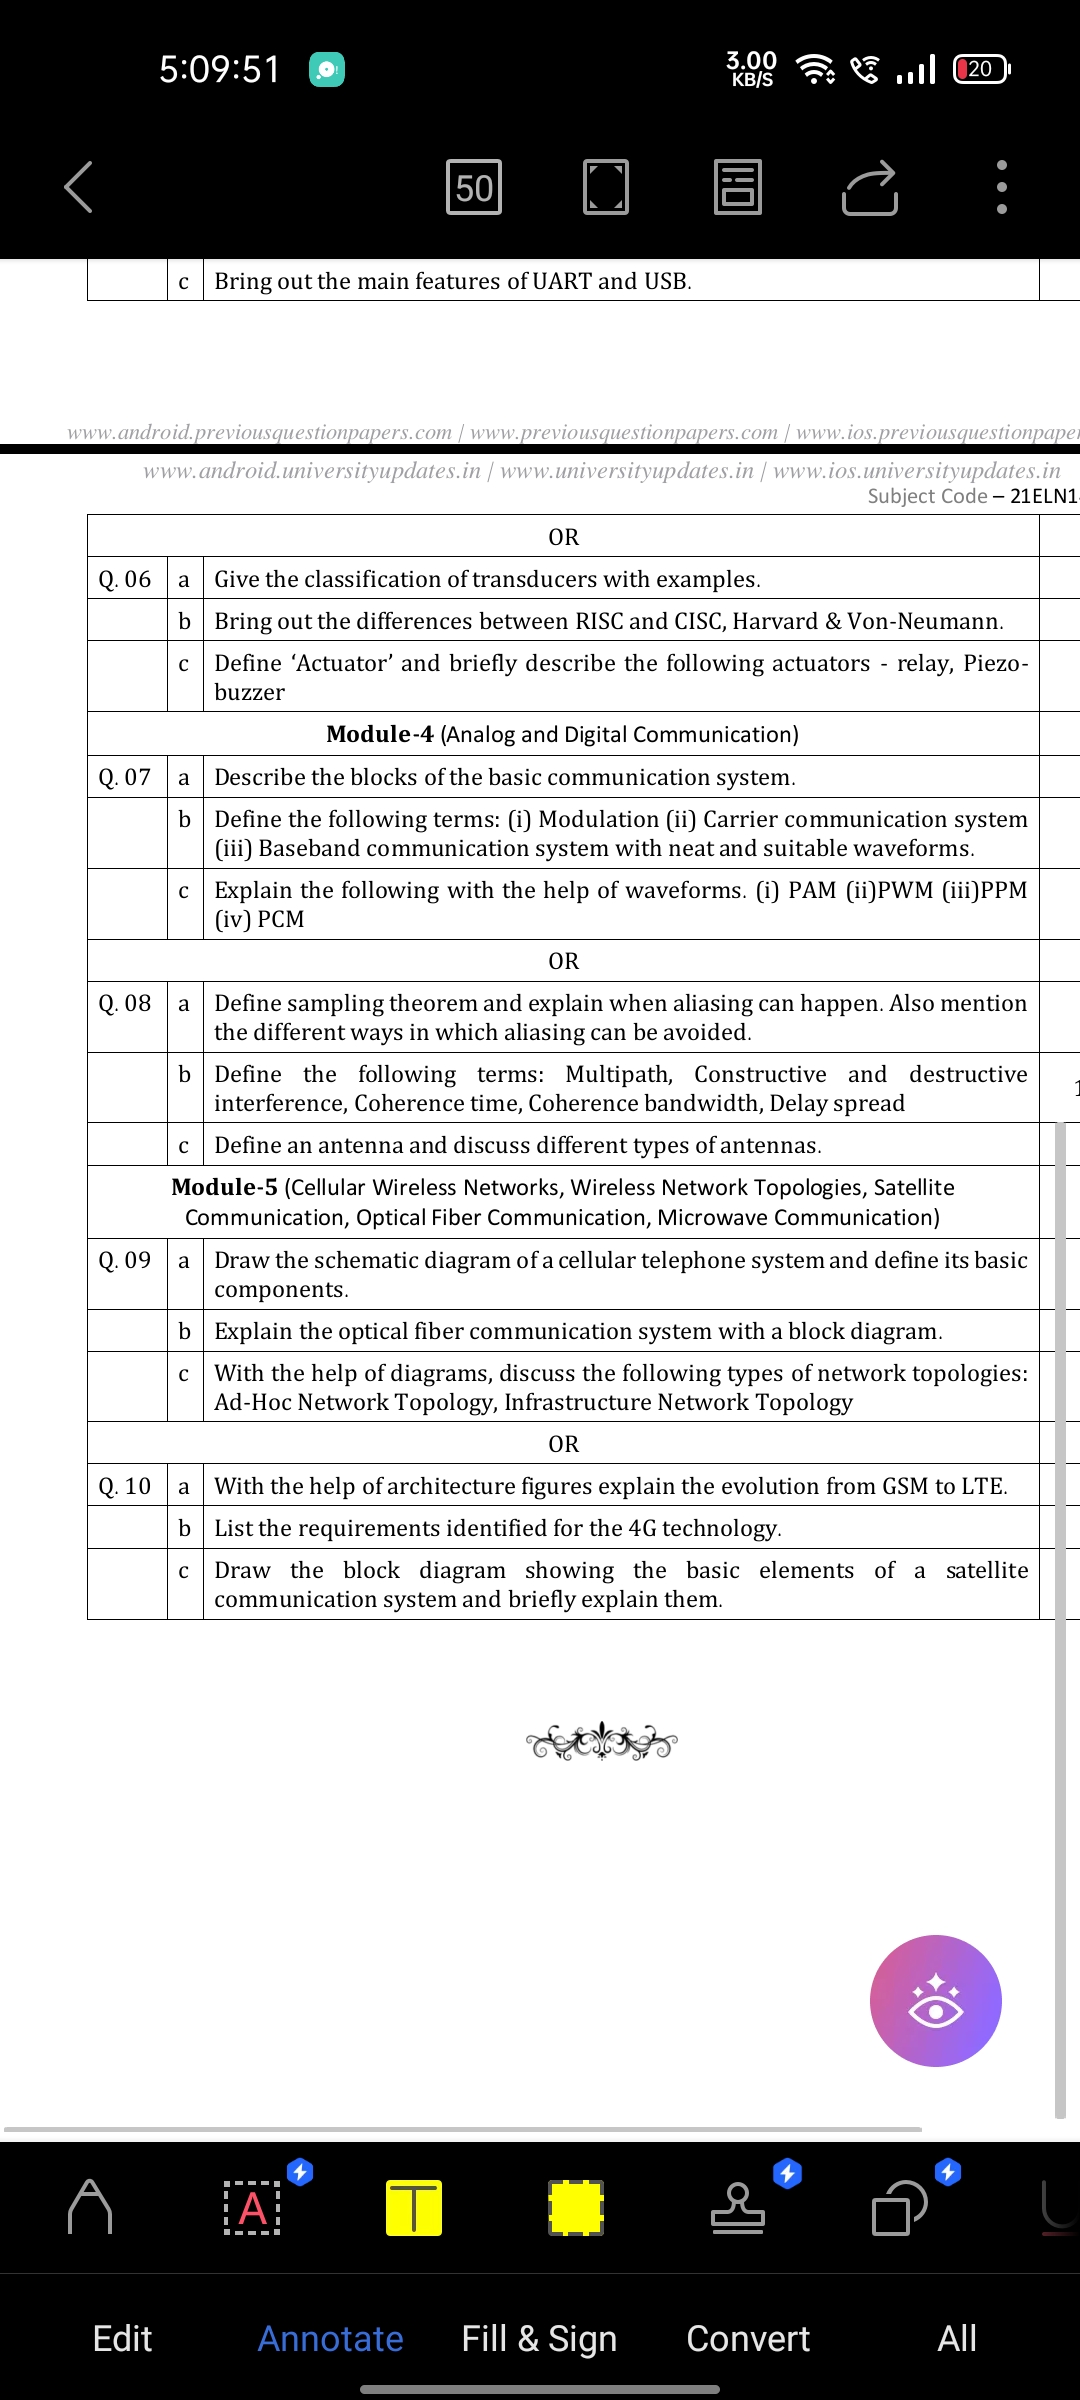 5:09:51 3.00 KB/S 20
50
c Bring out the main features of UART and USB.
www.android.previousquestionpapers.com | www.previousquestionpapers.com | www.ios.previousquestionpaper
www.android.universityupdates.in | www.universityupdates.in | www.ios.universityupdates.in
Subject Code – 21ELN1
OR
Q. 06 a Give the classification of transducers with examples.
b Bring out the differences between RISC and CISC, Harvard & Von-Neumann.
c Define ‘Actuator’ and briefly describe the following actuators - relay, Piezo-
buzzer
Module-4 (Analog and Digital Communication)
Q. 07 a Describe the blocks of the basic communication system.
b Define the following terms: (i) Modulation (ii) Carrier communication system
(iii) Baseband communication system with neat and suitable waveforms.
c Explain the following with the help of waveforms. (i) PAM (ii)PWM (iii)PPM
(iv) PCM
OR
Q. 08 a Define sampling theorem and explain when aliasing can happen. Also mention
the different ways in which aliasing can be avoided.
b Define the following terms: Multipath, Constructive and destructive
interference, Coherence time, Coherence bandwidth, Delay spread
c Define an antenna and discuss different types of antennas.
Module-5 (Cellular Wireless Networks, Wireless Network Topologies, Satellite
Communication, Optical Fiber Communication, Microwave Communication)
Q. 09 a Draw the schematic diagram of a cellular telephone system and define its basic
components.
b Explain the optical fiber communication system with a block diagram.
c With the help of diagrams, discuss the following types of network topologies:
Ad-Hoc Network Topology, Infrastructure Network Topology
OR
Q. 10 a With the help of architecture figures explain the evolution from GSM to LTE.
b List the requirements identified for the 4G technology.
c Draw the block diagram showing the basic elements of a satellite
communication system and briefly explain them.
A T
Edit Annotate Fill & Sign Convert All